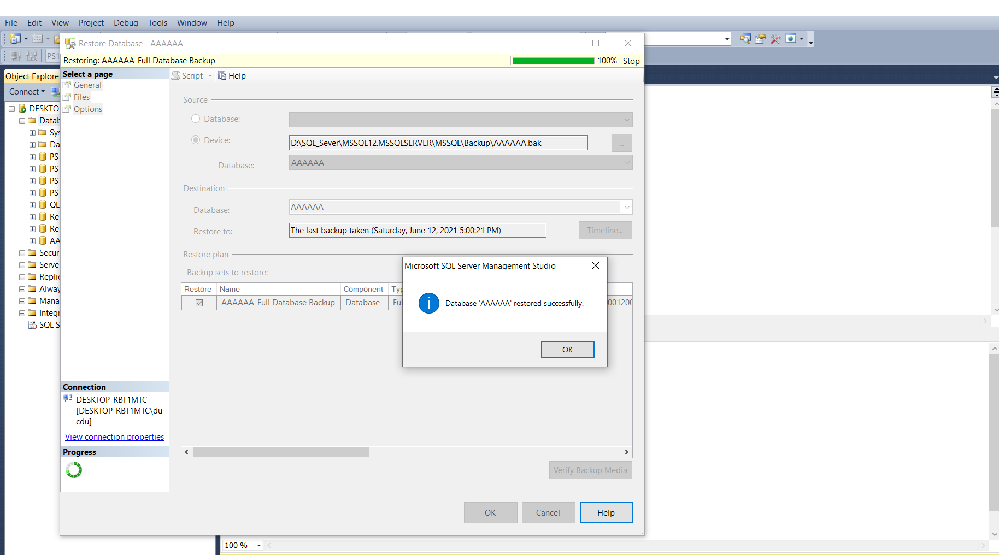 File Edit View Project Debug Tools Window Help
Restore Database - AAAAAA
PS1
Restoring: AAAAAA-Full Database Backup 100% Stop
Object Explorer
Connect
DESKTO
Datab
Sys
Da
PS
PS
PS
PS
QL
Re
Re
AA
Securi
Server
Replic
Alway
Mana
Integr
SQL S
Select a page
General
Files
Options
Script Help
Source
Database:
Device: D:\SQL_Sever\MSSQL12.MSSQLSERVER\MSSQL\Backup\AAAAAA.bak ...
Database: AAAAAA
Destination
Database: AAAAAA
Restore to: The last backup taken (Saturday, June 12, 2021 5:00:21 PM) Timeline...
Restore plan
Backup sets to restore:
Restore Name Component Typ
AAAAAA-Full Database Backup Database Ful 001200
Microsoft SQL Server Management Studio
Database 'AAAAAA' restored successfully.
OK
Connection
DESKTOP-RBT1MTC
[DESKTOP-RBT1MTC\du
cdu]
View connection properties
Progress
Verify Backup Media
OK Cancel Help
100 %